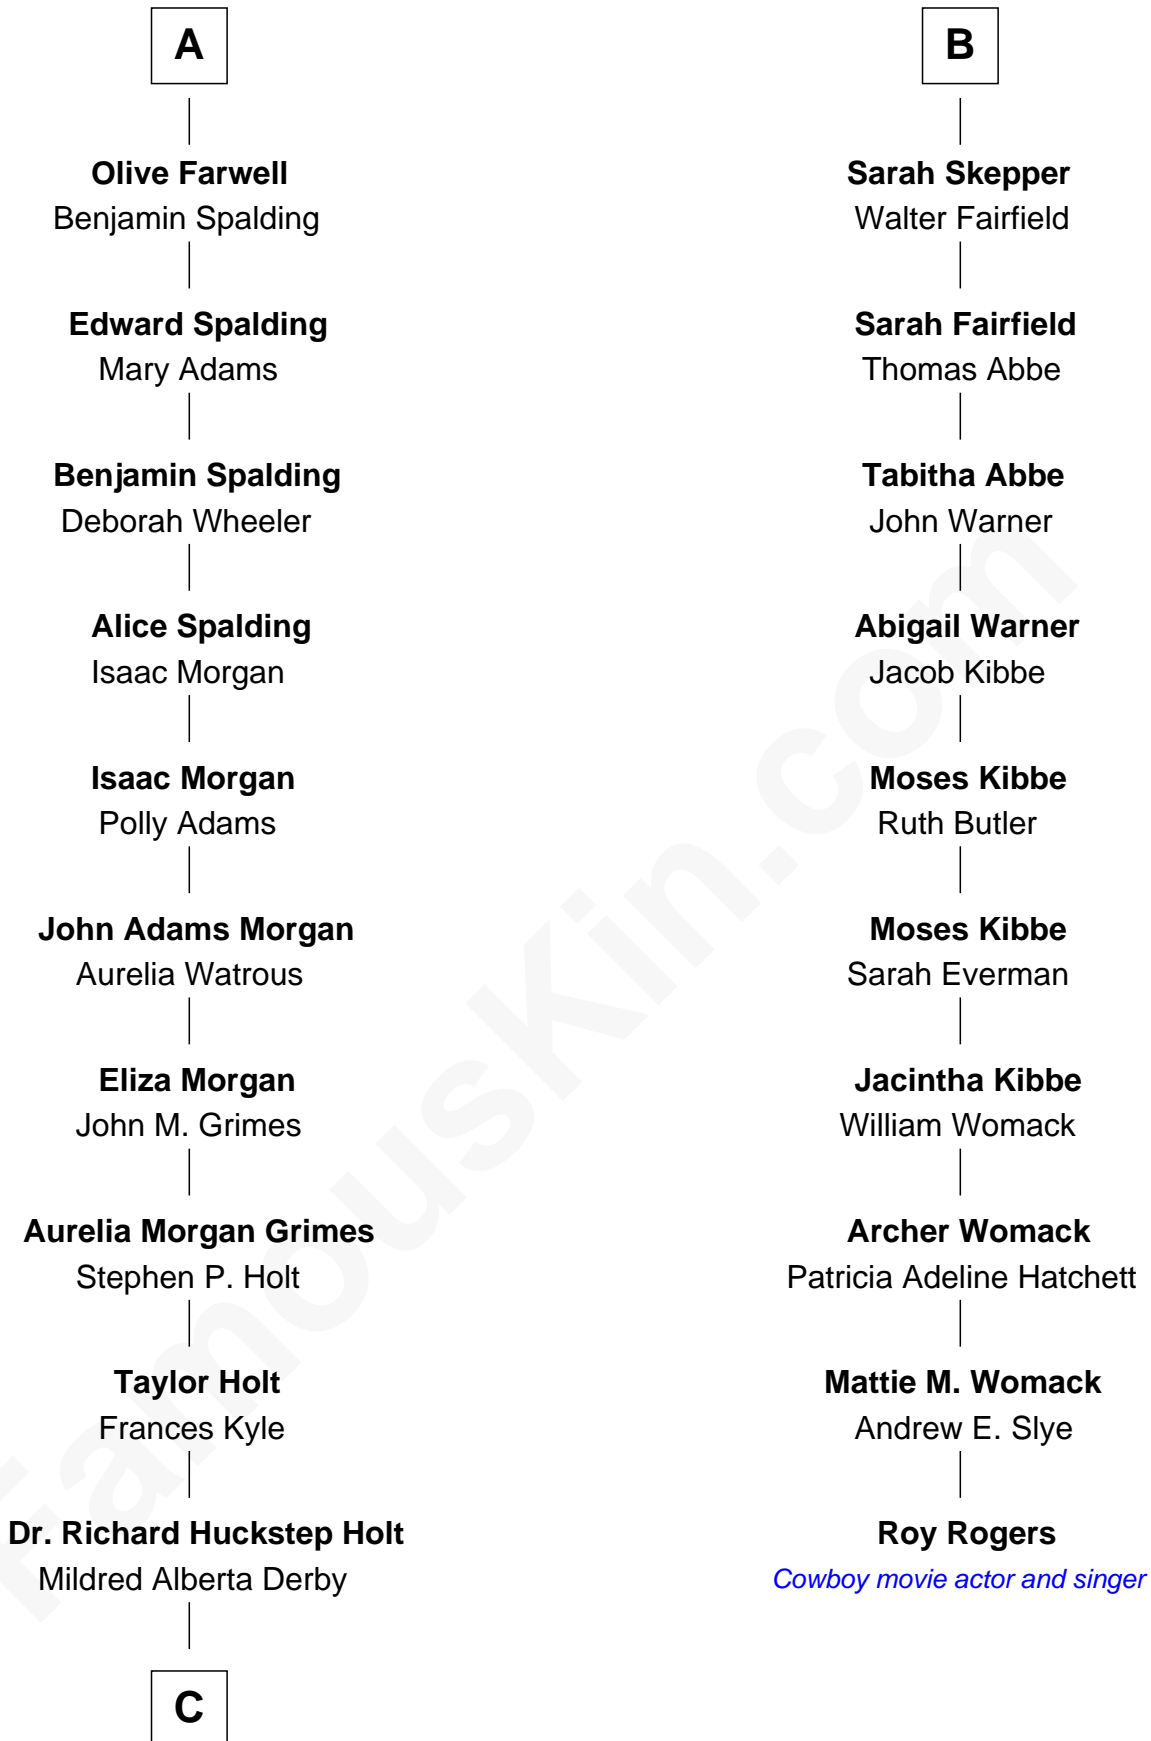 A
Olive Farwell
Benjamin Spalding
Edward Spalding
Mary Adams
Benjamin Spalding
Deborah Wheeler
Alice Spalding
Isaac Morgan
Isaac Morgan
Polly Adams
John Adams Morgan
Aurelia Watrous
Eliza Morgan
John M. Grimes
Aurelia Morgan Grimes
Stephen P. Holt
Taylor Holt
Frances Kyle
Dr. Richard Huckstep Holt
Mildred Alberta Derby
C
B
Sarah Skepper
Walter Fairfield
Sarah Fairfield
Thomas Abbe
Tabitha Abbe
John Warner
Abigail Warner
Jacob Kibbe
Moses Kibbe
Ruth Butler
Moses Kibbe
Sarah Everman
Jacintha Kibbe
William Womack
Archer Womack
Patricia Adeline Hatchett
Mattie M. Womack
Andrew E. Slye
Roy Rogers
Cowboy movie actor and singer
FamousKin.com